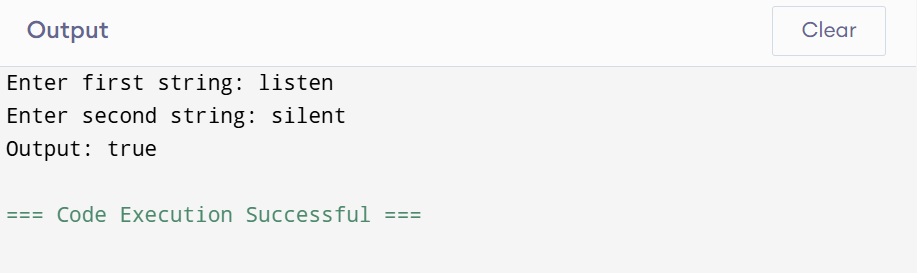 Output
Clear
Enter first string: listen
Enter second string: silent
Output: true
=== Code Execution Successful ===